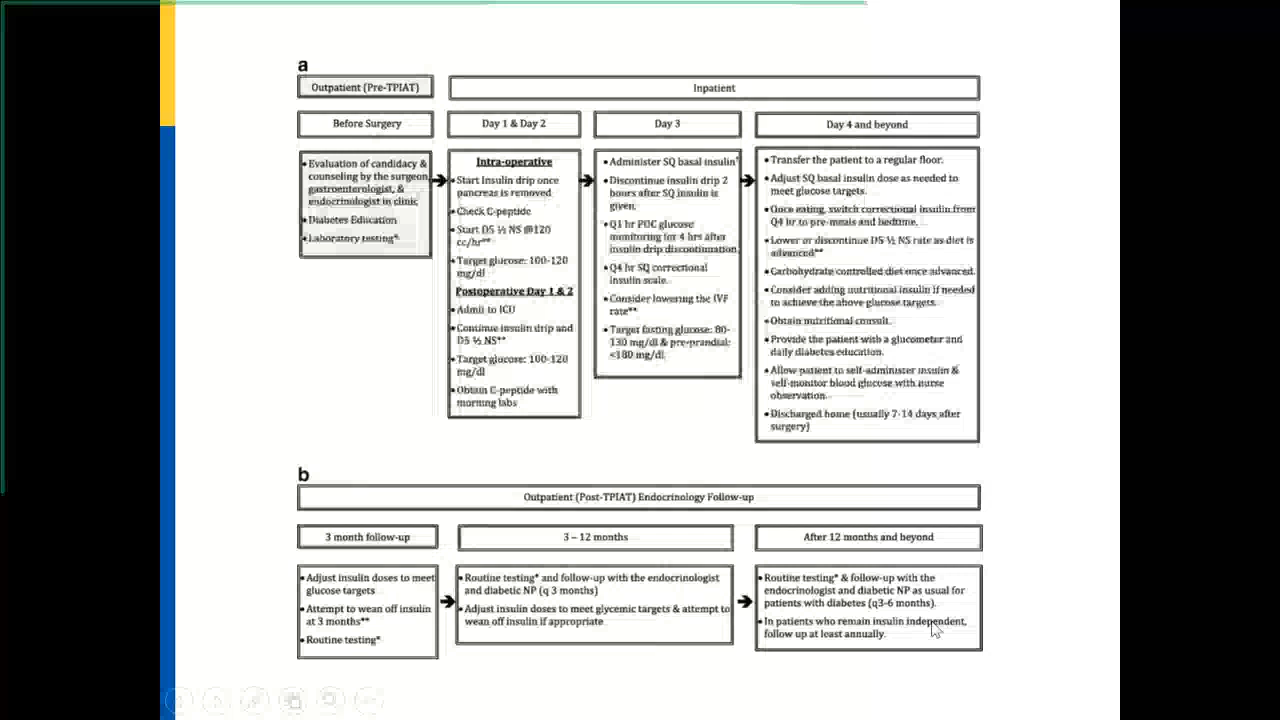 a
Outpatient (Pre-TPIAT)
Inpatient
Before Surgery
Day 1 & Day 2
Day 3
Day 4 and beyond
•Evaluation of candidacy &
counseling by the surgeon,
gastroenterologist, &
endocrinologist in clinic
•Diabetes Education
•Laboratory testing*
Intra-operative
•Start Insulin drip once
pancreas is removed
•Check C-peptide
•Start D5 ½ NS @120
cc/hr**
•Target glucose: 100-120
mg/dl
Postoperative Day 1 & 2
•Admit to ICU
•Continue insulin drip and
D5 ½ NS**
•Target glucose: 100-120
mg/dl
•Obtain C-peptide with
morning labs
•Administer SQ basal insulin†
•Discontinue insulin drip 2
hours after SQ insulin is
given.
•Q1 hr POC glucose
monitoring for 4 hrs after
insulin drip discontinuation.
•Q4 hr SQ correctional
insulin scale.
•Consider lowering the IVF
rate**
•Target fasting glucose: 80-
130 mg/dl & pre-prandial:
<180 mg/dl
•Transfer the patient to a regular floor.
•Adjust SQ basal insulin dose as needed to
meet glucose targets.
•Once eating, switch correctional insulin from
Q4 hr to pre-meals and bedtime.
•Lower or discontinue D5 ½ NS rate as diet is
advanced**
•Carbohydrate controlled diet once advanced.
•Consider adding nutritional insulin if needed
to achieve the above glucose targets.
•Obtain nutritional consult.
•Provide the patient with a glucometer and
daily diabetes education.
•Allow patient to self-administer insulin &
self-monitor blood glucose with nurse
observation.
•Discharged home (usually 7-14 days after
surgery)
b
Outpatient (Post-TPIAT) Endocrinology Follow-up
3 month follow-up
3 – 12 months
After 12 months and beyond
•Adjust insulin doses to meet
glucose targets
•Attempt to wean off insulin
at 3 months**
•Routine testing*
•Routine testing* and follow-up with the endocrinologist
and diabetic NP (q 3 months)
•Adjust insulin doses to meet glycemic targets & attempt to
wean off insulin if appropriate
•Routine testing* & follow-up with the
endocrinologist and diabetic NP as usual for
patients with diabetes (q3-6 months).
•In patients who remain insulin independent,
follow up at least annually.